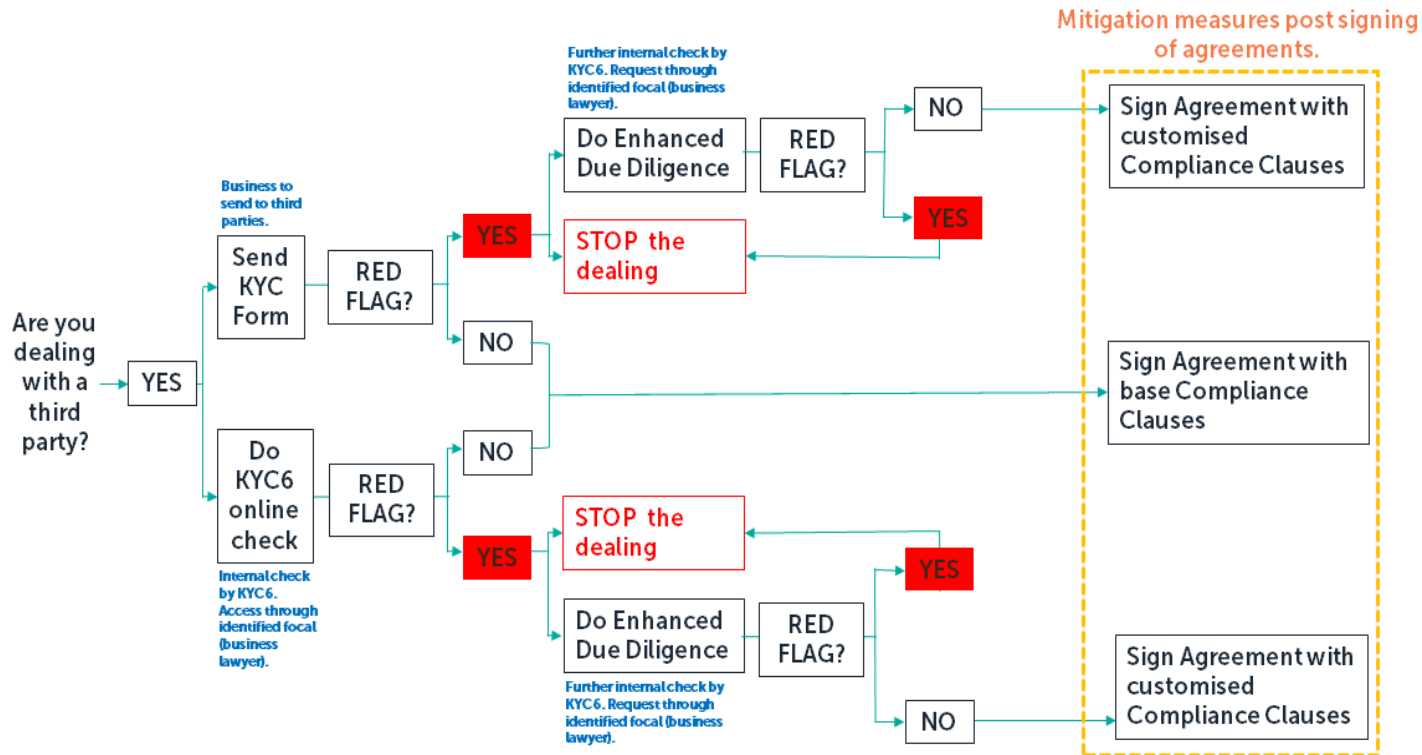 Mitigation measures post signing
of agreements.
Further internal check by
KYC6. Request through
identified focal (business
lawyer).
NO
Sign Agreement with
customised
Compliance Clauses
Do Enhanced
Due Diligence
RED
FLAG?
Business to
send to third
parties.
YES
YES
STOP the
dealing
Send
KYC
Form
RED
FLAG?
NO
Are you
dealing
with a
third
party?
YES
Sign Agreement with
base Compliance
Clauses
NO
Do
KYC6
online
check
RED
FLAG?
STOP the
dealing
YES
YES
Internal check
by KYC6.
Access through
identified focal
(business
lawyer).
Do Enhanced
Due Diligence
RED
FLAG?
Sign Agreement with
customised
Compliance Clauses
Further internal check by
KYC6. Request through
identified focal (business
lawyer).
NO